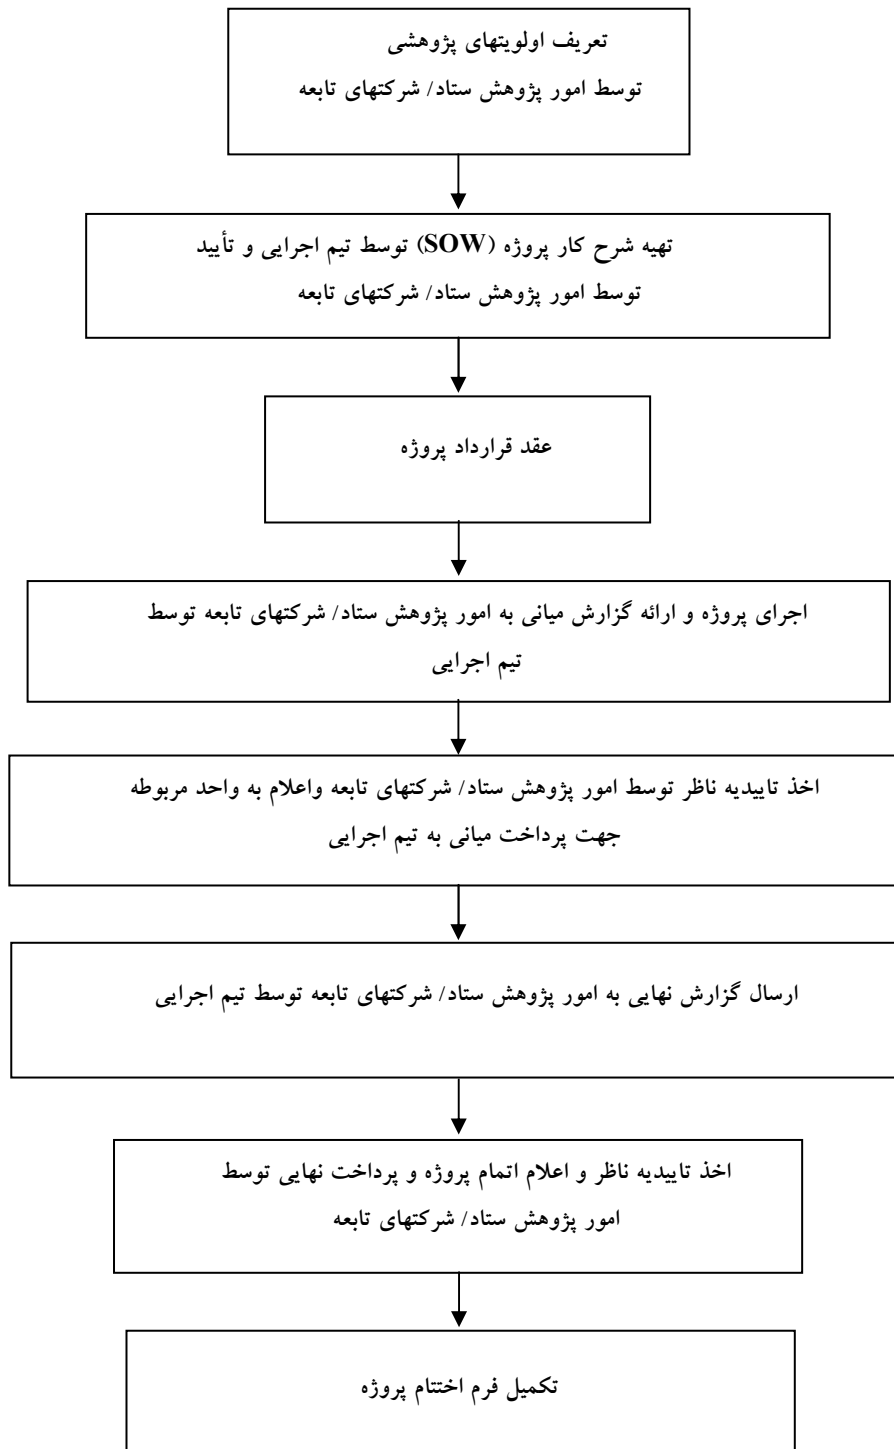 تعریف اولویتهای پژوهشی
توسط امور پژوهش ستاد/ شرکتهای تابعه
تهیه شرح کار پروژه (SOW) توسط تیم اجرایی و تأیید
توسط امور پژوهش ستاد/ شرکتهای تابعه
عقد قرارداد پروژه
اجرای پروژه و ارائه گزارش میانی به امور پژوهش ستاد/ شرکتهای تابعه توسط
تیم اجرایی
اخذ تاییدیه ناظر توسط امور پژوهش ستاد/ شرکتهای تابعه واعلام به واحد مربوطه
جهت پرداخت میانی به تیم اجرایی
ارسال گزارش نهایی به امور پژوهش ستاد/ شرکتهای تابعه توسط تیم اجرایی
اخذ تاییدیه ناظر و اعلام اتمام پروژه و پرداخت نهایی توسط
امور پژوهش ستاد/ شرکتهای تابعه
تکمیل فرم اختتام پروژه